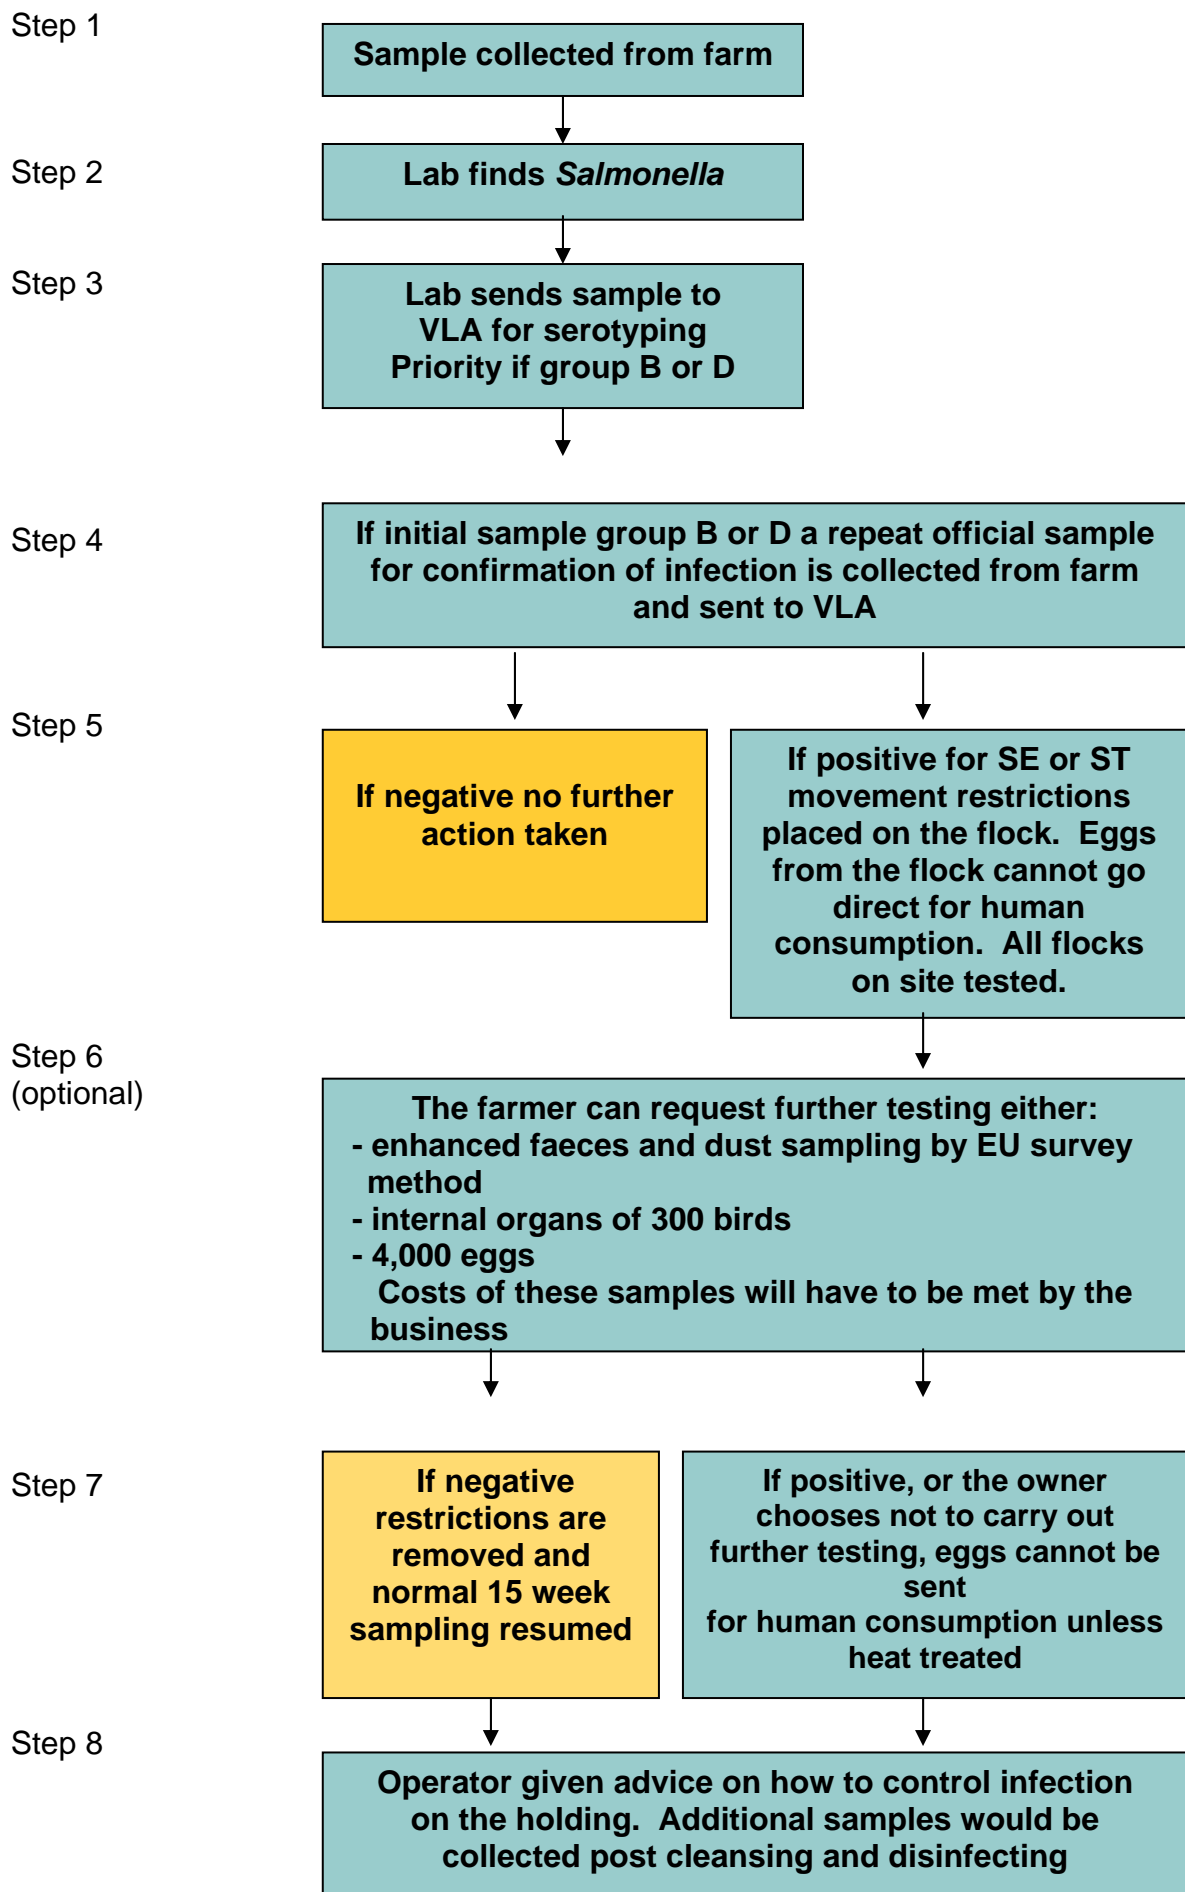 Step 1
Sample collected from farm
Step 2
Lab finds Salmonella
Step 3
Lab sends sample to
VLA for serotyping
Priority if group B or D
Step 4
If initial sample group B or D a repeat official sample
for confirmation of infection is collected from farm
and sent to VLA
Step 5
If negative no further
action taken
If positive for SE or ST
movement restrictions
placed on the flock.  Eggs
from the flock cannot go
direct for human
consumption.  All flocks
on site tested.
Step 6
(optional)
The farmer can request further testing either:
- enhanced faeces and dust sampling by EU survey
method
- internal organs of 300 birds
- 4,000 eggs
Costs of these samples will have to be met by the
business
Step 7
If negative
restrictions are
removed and
normal 15 week
sampling resumed
If positive, or the owner
chooses not to carry out
further testing, eggs cannot be
sent
for human consumption unless
heat treated
Step 8
Operator given advice on how to control infection
on the holding.  Additional samples would be
collected post cleansing and disinfecting